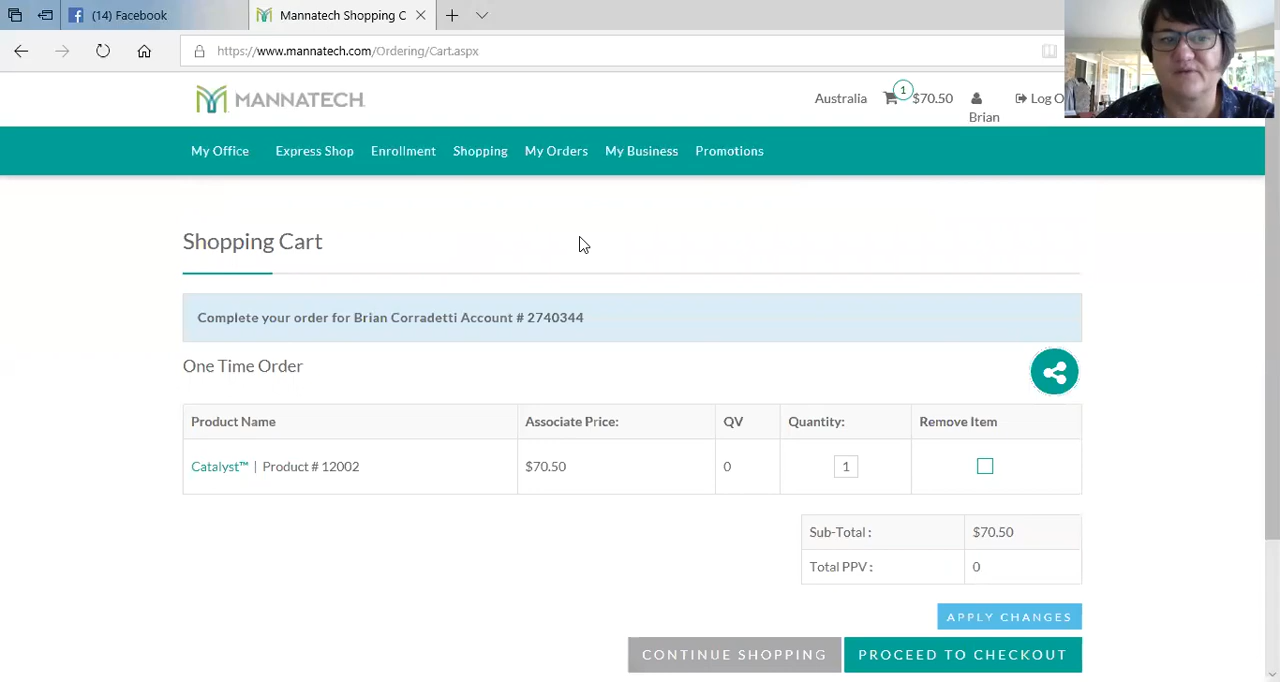 (14) Facebook
Mannatech Shopping C
https://www.mannatech.com/Ordering/Cart.aspx
MANNATECH
Australia
1
$70.50
Brian
Log O
My Office
Express Shop
Enrollment
Shopping
My Orders
My Business
Promotions
Shopping Cart
Complete your order for Brian Corradetti Account # 2740344
One Time Order
Product Name
Associate Price:
QV
Quantity:
Remove Item
Catalyst™ | Product # 12002
$70.50
0
1
Sub-Total :
$70.50
Total PPV :
0
APPLY CHANGES
CONTINUE SHOPPING
PROCEED TO CHECKOUT